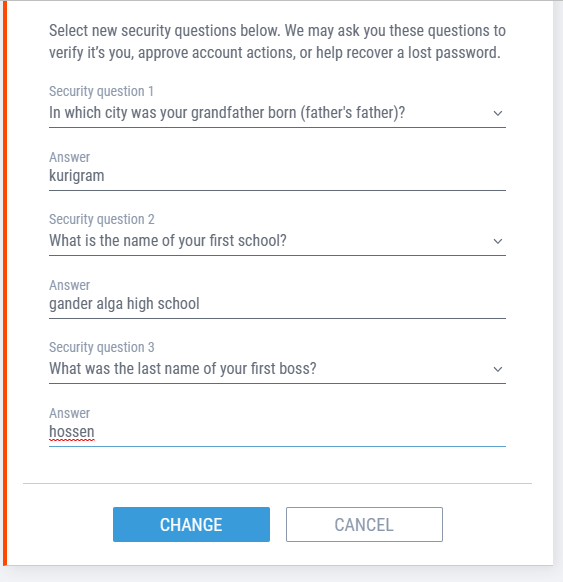 Select new security questions below. We may ask you these questions to
verify it's you, approve account actions, or help recover a lost password.
Security question 1
In which city was your grandfather born (father's father)?
Answer
kurigram
Security question 2
What is the name of your first school?
Answer
gander alga high school
Security question 3
What was the last name of your first boss?
Answer
hossen
CHANGE
CANCEL